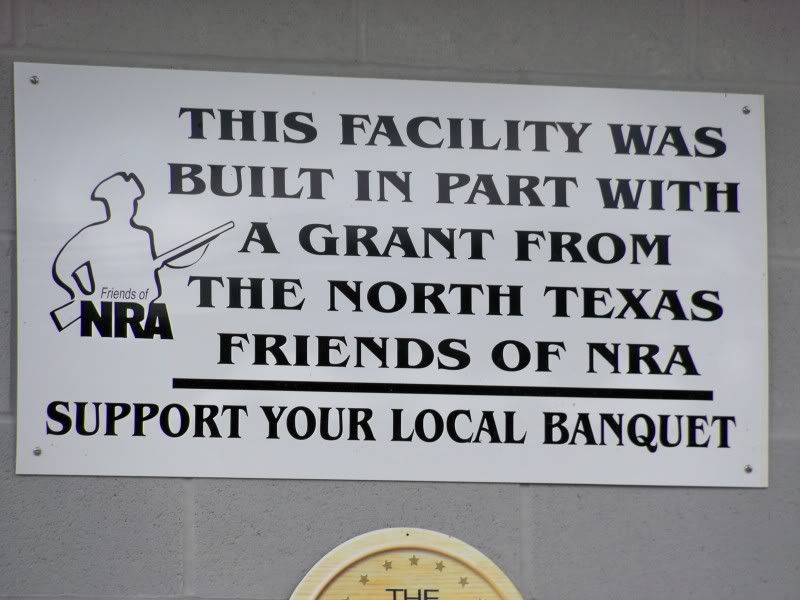 THIS FACILITY WAS
BUILT IN PART WITH
A GRANT FROM
THE NORTH TEXAS
FRIENDS OF NRA
Friends of
NRA
SUPPORT YOUR LOCAL BANQUET
THE